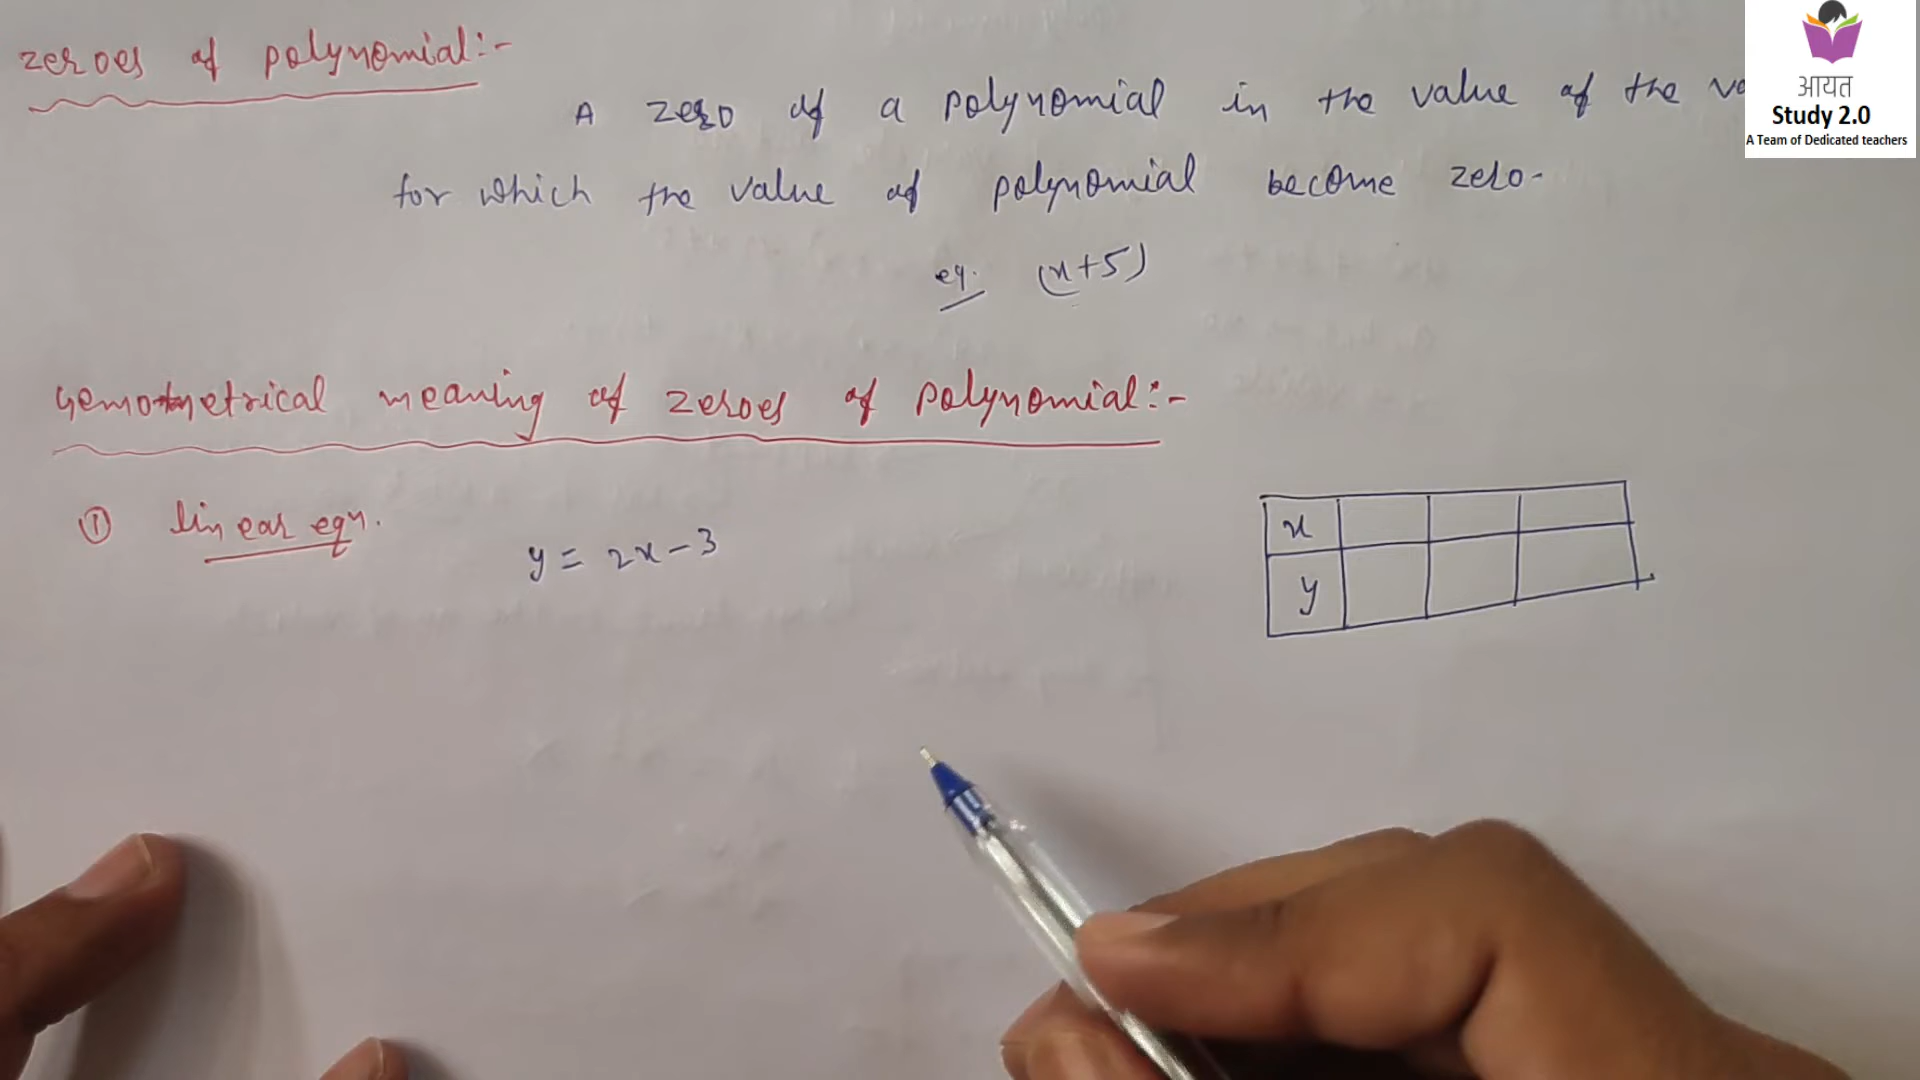 zeroes of polynomial:-
A zero of a polynomial in the value of the
for which the value of polynomial become zero.
eg. (x+5)
Gemometrical meaning of zeroes of polynomial:-
① linear eqn.
y = 2x-3
x
y
आयत
Study 2.0
A Team of Dedicated teachers